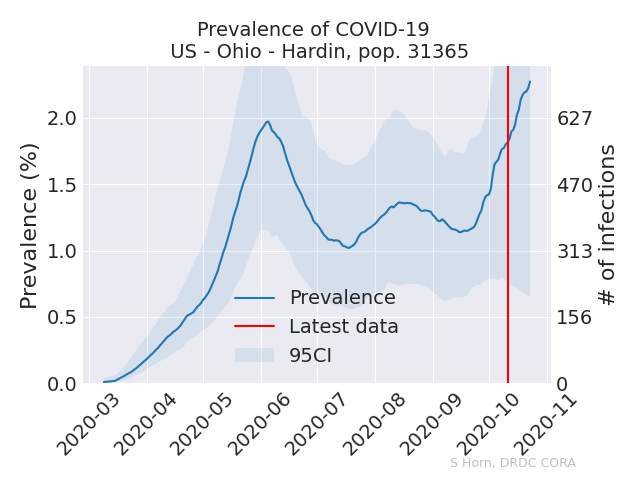 Prevalence of COVID-19
US - Ohio - Hardin, pop. 31365
Prevalence (%)
2.0
1.5
1.0
0.5
0.0
627
470
313
156
0
# of infections
Prevalence
Latest data
95CI
2020-03
2020-04
2020-05
2020-06
2020-07
2020-08
2020-09
2020-10
2020-11
S Horn, DRDC CORA